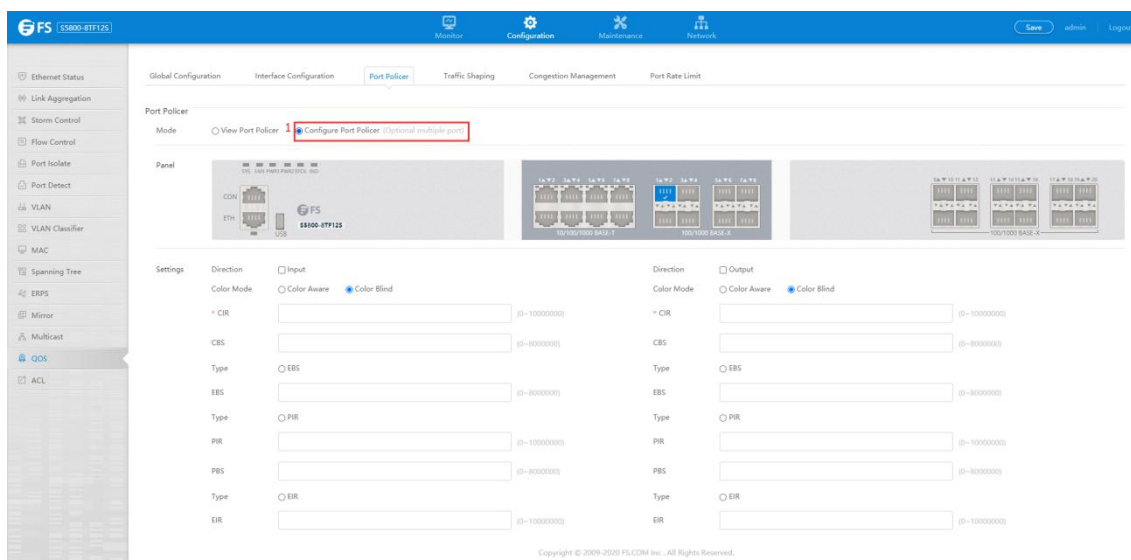 FS S5800-8TF12S Monitor Configuration Maintenance Network Save admin Logou
Ethernet Status
Link Aggregation
Storm Control
Flow Control
Port Isolate
Port Detect
VLAN
VLAN Classifier
MAC
Spanning Tree
ERPS
Mirror
Multicast
QOS
ACL
Global Configuration Interface Configuration Port Policer Traffic Shaping Congestion Management Port Rate Limit
Port Policer
Mode View Port Policer 1 Configure Port Policer (Optional multiple port)
Panel
CON
ETH
USB
FS
S5800-8TF12S
10/100/1000 BASE-T
100/1000 BASE-X
100/1000 BASE-X
Settings Direction Input Direction Output
Color Mode Color Aware Color Blind Color Mode Color Aware Color Blind
* CIR (0~10000000) * CIR (0~10000000)
CBS (0~8000000) CBS (0~8000000)
Type EBS Type EBS
EBS (0~8000000) EBS (0~8000000)
Type PIR Type PIR
PIR (0~10000000) PIR (0~10000000)
PBS (0~8000000) PBS (0~8000000)
Type EIR Type EIR
EIR (0~10000000) EIR (0~10000000)
Copyright © 2009-2020 FS.COM Inc . All Rights Reserved.